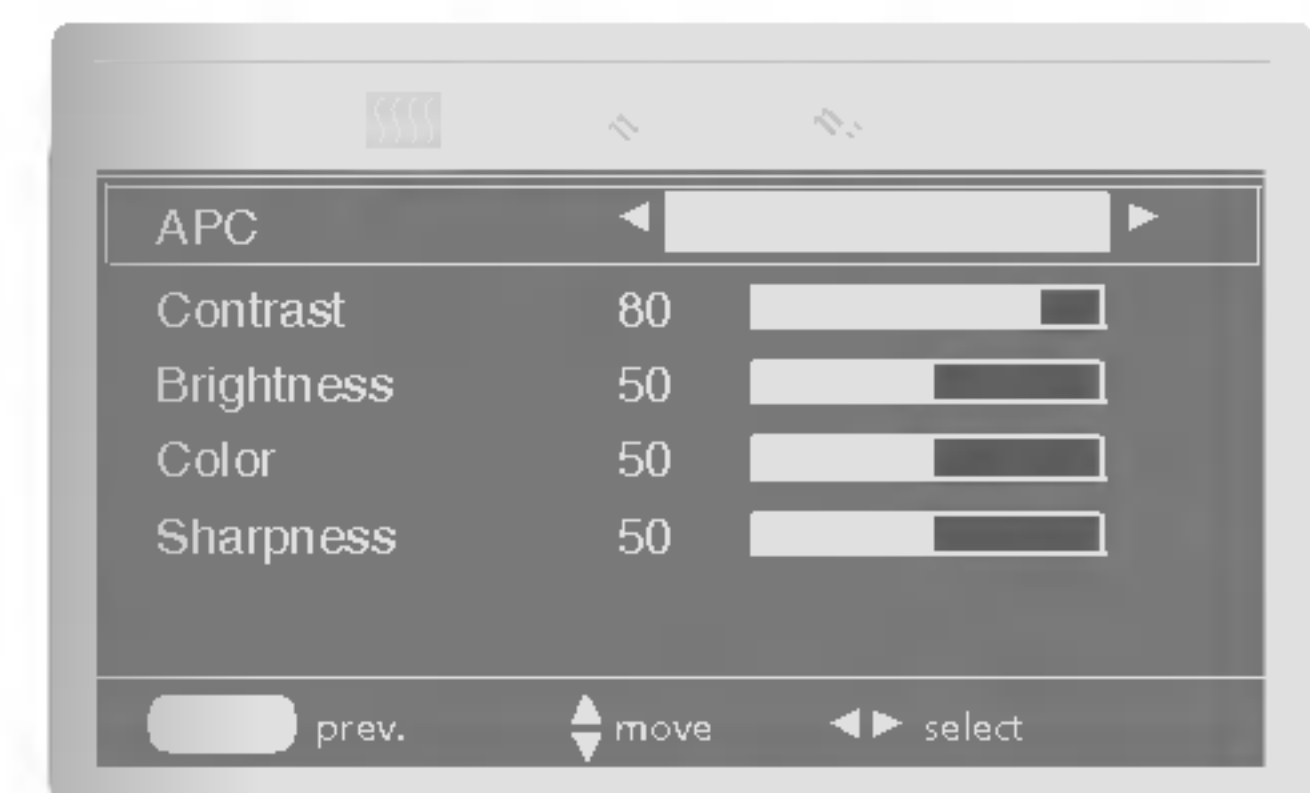 APC
Contrast 80
Brightness 50
Color 50
Sharpness 50
prev. move select